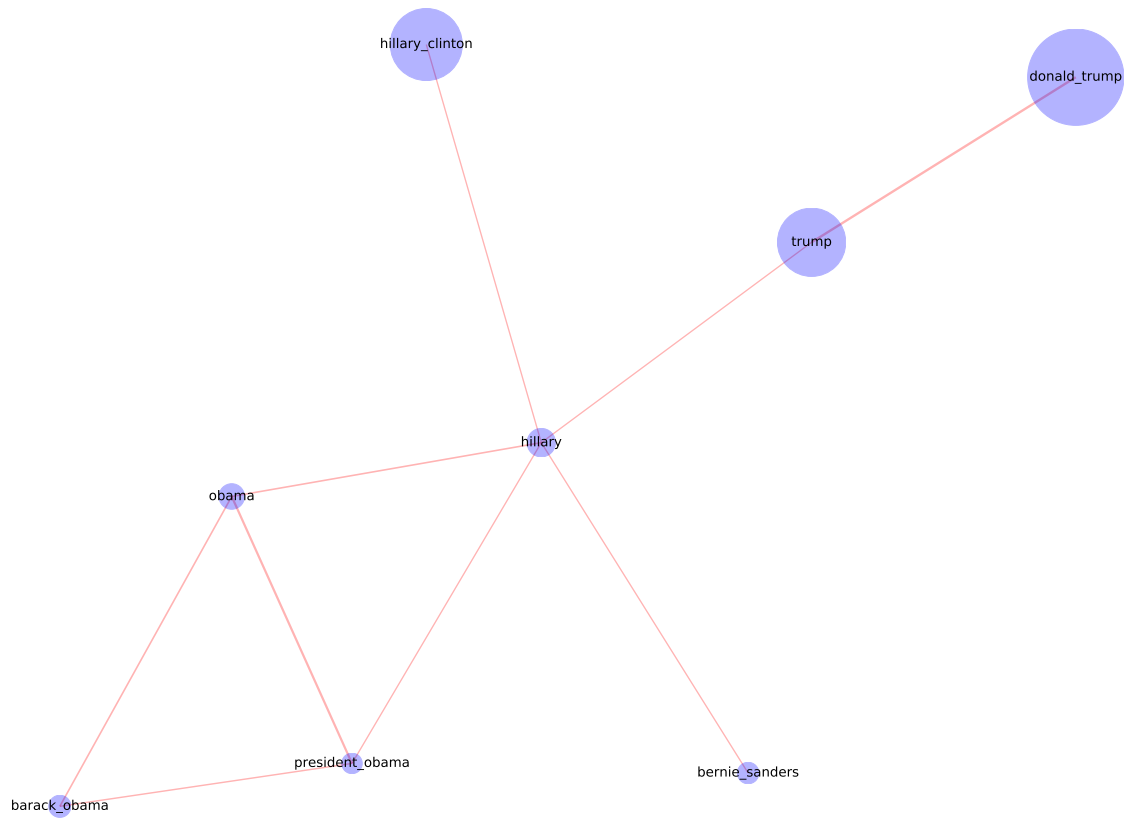 hillary_clinton
donald_trump
trump
hillary
obama
president_obama
bernie_sanders
barack_obama